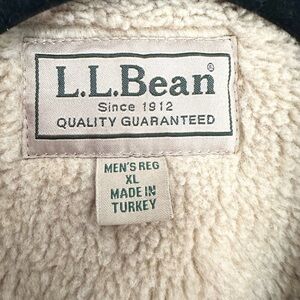 L.L.Bean®
Since 1912
QUALITY GUARANTEED
MEN'S REG
XL
MADE IN
TURKEY